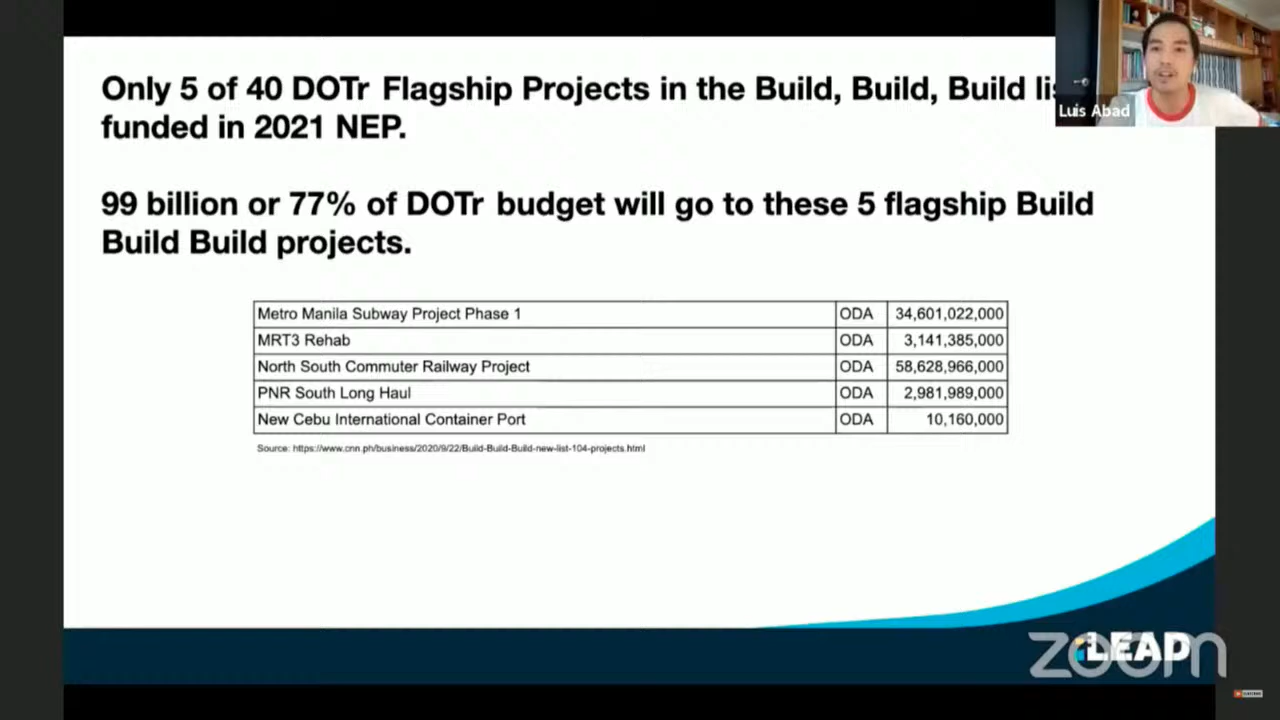 Only 5 of 40 DOTr Flagship Projects in the Build, Build, Build
funded in 2021 NEP.
99 billion or 77% of DOTr budget will go to these 5 flagship Build
Build Build projects.
Metro Manila Subway Project Phase 1 ODA 34,601,022,000
MRT3 Rehab ODA 3,141,385,000
North South Commuter Railway Project ODA 58,628,966,000
PNR South Long Haul ODA 2,981,989,000
New Cebu International Container Port ODA 10,160,000
Source: https://www.cnn.ph/business/2020/9/22/Build-Build-Build-new-list-104-projects.html
Luis Abad
zoom
LEAD